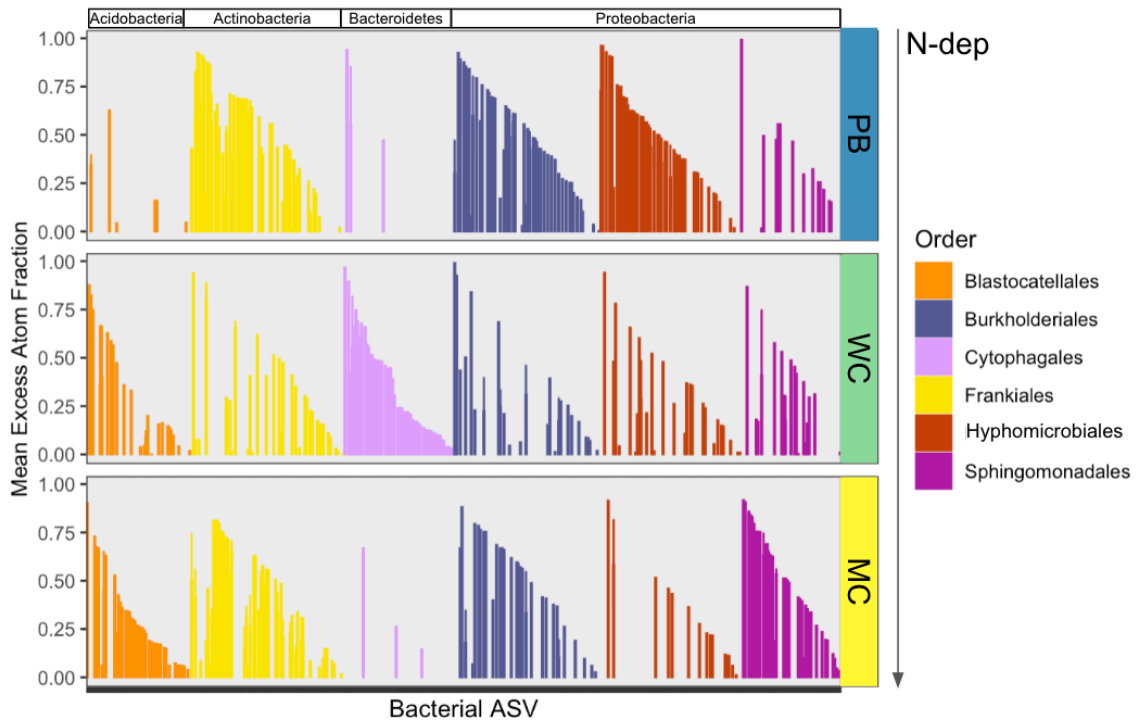 Acidobacteria Actinobacteria Bacteroidetes Proteobacteria
N-dep
1.00
0.75
0.50
0.25
0.00
PB
1.00
0.75
0.50
0.25
0.00
WC
1.00
0.75
0.50
0.25
0.00
MC
Mean Excess Atom Fraction
Bacterial ASV
Order
Blastocatellales
Burkholderiales
Cytophagales
Frankiales
Hyphomicrobiales
Sphingomonadales